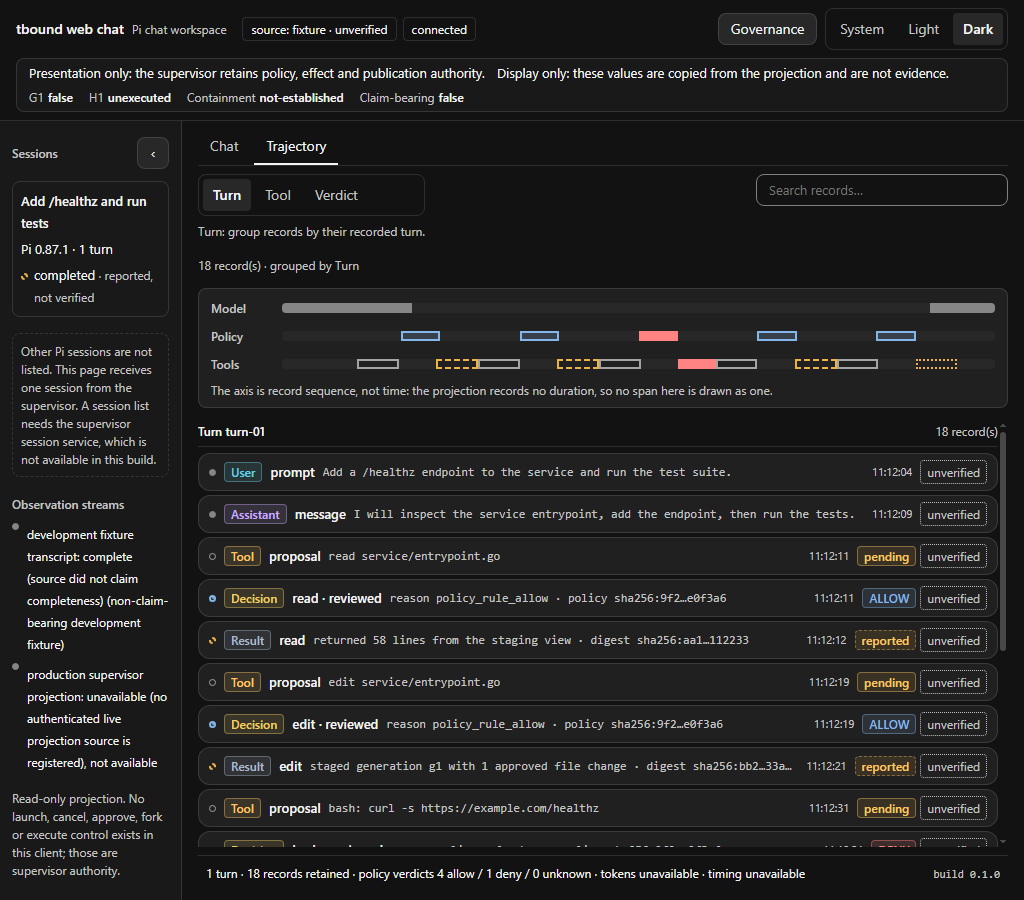 tbound web chat Pi chat workspace source: fixture · unverified connected Governance System Light Dark
Presentation only: the supervisor retains policy, effect and publication authority. Display only: these values are copied from the projection and are not evidence.
G1 false H1 unexecuted Containment not-established Claim-bearing false
Sessions ‹
Add /healthz and run
tests
Pi 0.87.1 · 1 turn
completed · reported,
not verified
Other Pi sessions are not
listed. This page receives
one session from the
supervisor. A session list
needs the supervisor
session service, which is
not available in this build.
Observation streams
development fixture
transcript: complete
(source did not claim
completeness) (non-claim-
bearing development
fixture)
production supervisor
projection: unavailable (no
authenticated live
projection source is
registered), not available
Read-only projection. No
launch, cancel, approve, fork
or execute control exists in
this client; those are
supervisor authority.
Chat Trajectory
Turn Tool Verdict Search records...
Turn: group records by their recorded turn.
18 record(s) · grouped by Turn
Model
Policy
Tools
The axis is record sequence, not time: the projection records no duration, so no span here is drawn as one.
Turn turn-01 18 record(s)
User prompt Add a /healthz endpoint to the service and run the test suite. 11:12:04 unverified
Assistant message I will inspect the service entrypoint, add the endpoint, then run the tests. 11:12:09 unverified
Tool proposal read service/entrypoint.go 11:12:11 pending unverified
Decision read · reviewed reason policy_rule_allow · policy sha256:9f2…e0f3a6 11:12:11 ALLOW unverified
Result read returned 58 lines from the staging view · digest sha256:aa1…112233 11:12:12 reported unverified
Tool proposal edit service/entrypoint.go 11:12:19 pending unverified
Decision edit · reviewed reason policy_rule_allow · policy sha256:9f2…e0f3a6 11:12:19 ALLOW unverified
Result edit staged generation g1 with 1 approved file change · digest sha256:bb2…33a… 11:12:21 reported unverified
Tool proposal bash: curl -s https://example.com/healthz 11:12:31 pending unverified
1 turn · 18 records retained · policy verdicts 4 allow / 1 deny / 0 unknown · tokens unavailable · timing unavailable build 0.1.0